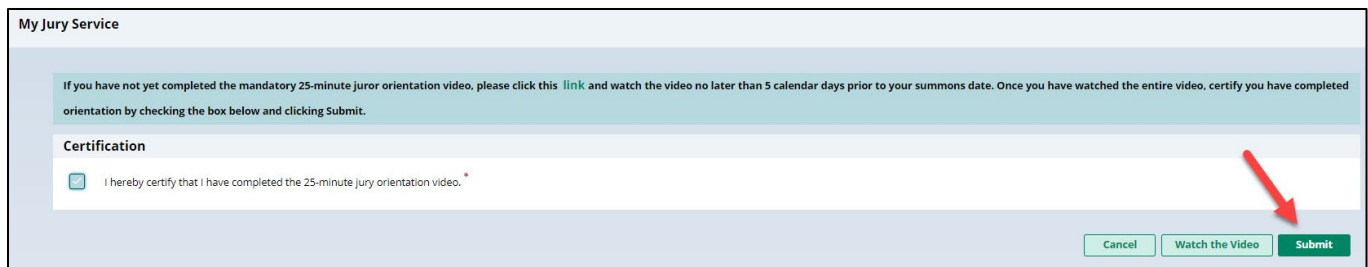 My Jury Service
If you have not yet completed the mandatory 25-minute juror orientation video, please click this link and watch the video no later than 5 calendar days prior to your summons date. Once you have watched the entire video, certify you have completed
orientation by checking the box below and clicking Submit.
Certification
I hereby certify that I have completed the 25-minute jury orientation video. *
Cancel Watch the Video Submit